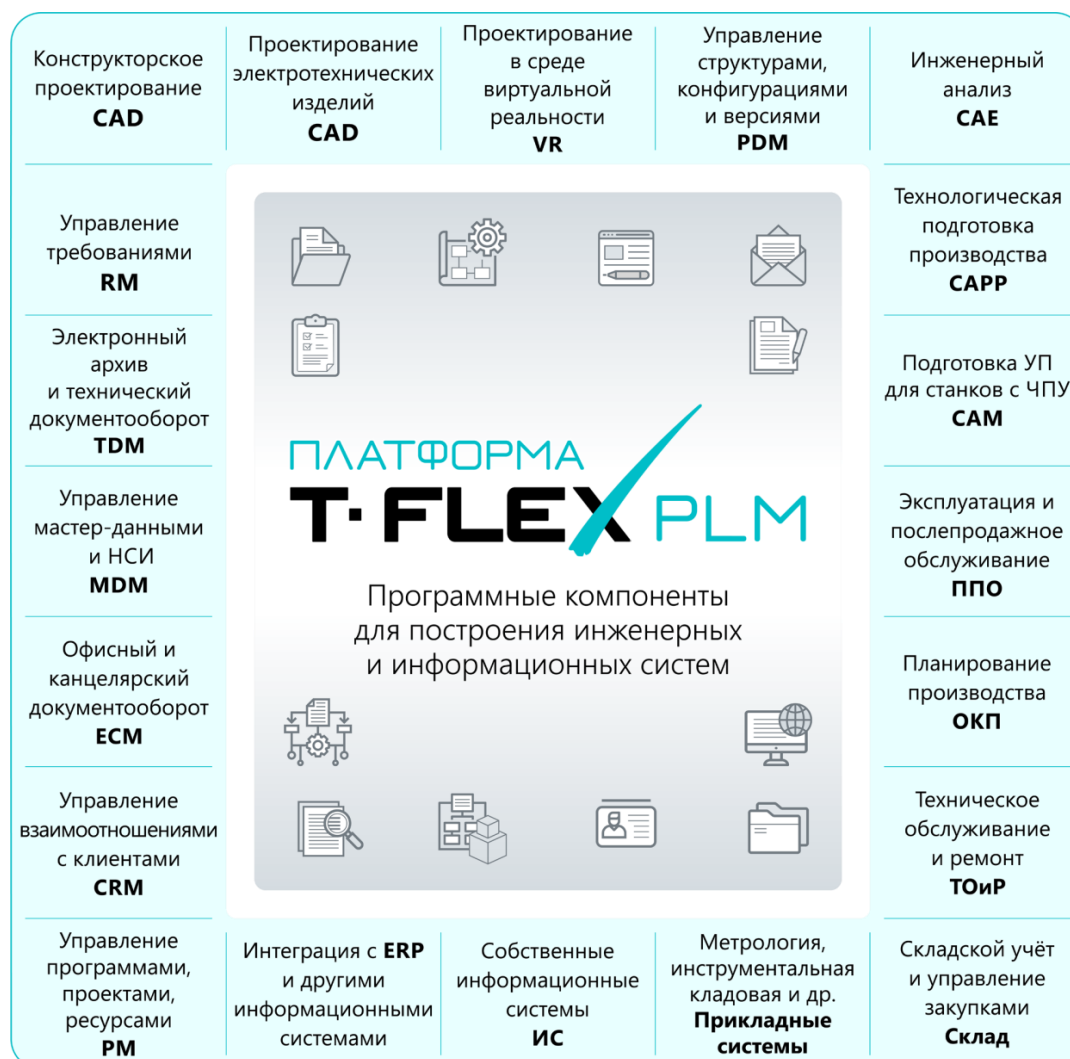 Конструкторское
проектирование
CAD
Проектирование
электротехнических
изделий
CAD
Проектирование
в среде
виртуальной
реальности
VR
Управление
структурами,
конфигурациями
и версиями
PDM
Инженерный
анализ
CAE
Управление
требованиями
RM
Технологическая
подготовка
производства
CAPP
Электронный
архив
и технический
документооборот
TDM
Подготовка УП
для станков с ЧПУ
CAM
ПЛАТФОРМА
T·FLEX PLM
Программные компоненты
для построения инженерных
и информационных систем
Управление
мастер-данными
и НСИ
MDM
Эксплуатация и
послепродажное
обслуживание
ППО
Офисный и
канцелярский
документооборот
ECM
Планирование
производства
ОКП
Управление
взаимоотношениями
с клиентами
CRM
Техническое
обслуживание
и ремонт
ТОиР
Управление
программами,
проектами,
ресурсами
PM
Интеграция с ERP
и другими
информационными
системами
Собственные
информационные
системы
ИС
Метрология,
инструментальная
кладовая и др.
Прикладные
системы
Складской учёт
и управление
закупками
Склад